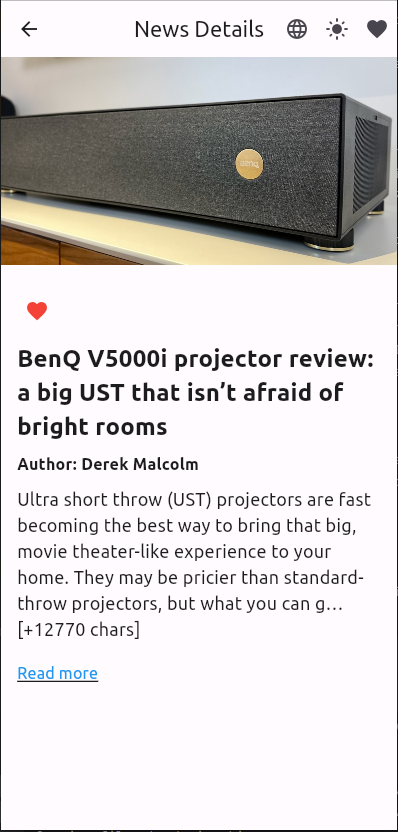 News Details
BenQ
BenQ V5000i projector review:
a big UST that isn’t afraid of
bright rooms
Author: Derek Malcolm
Ultra short throw (UST) projectors are fast
becoming the best way to bring that big,
movie theater-like experience to your
home. They may be pricier than standard-
throw projectors, but what you can g…
[+12770 chars]
Read more